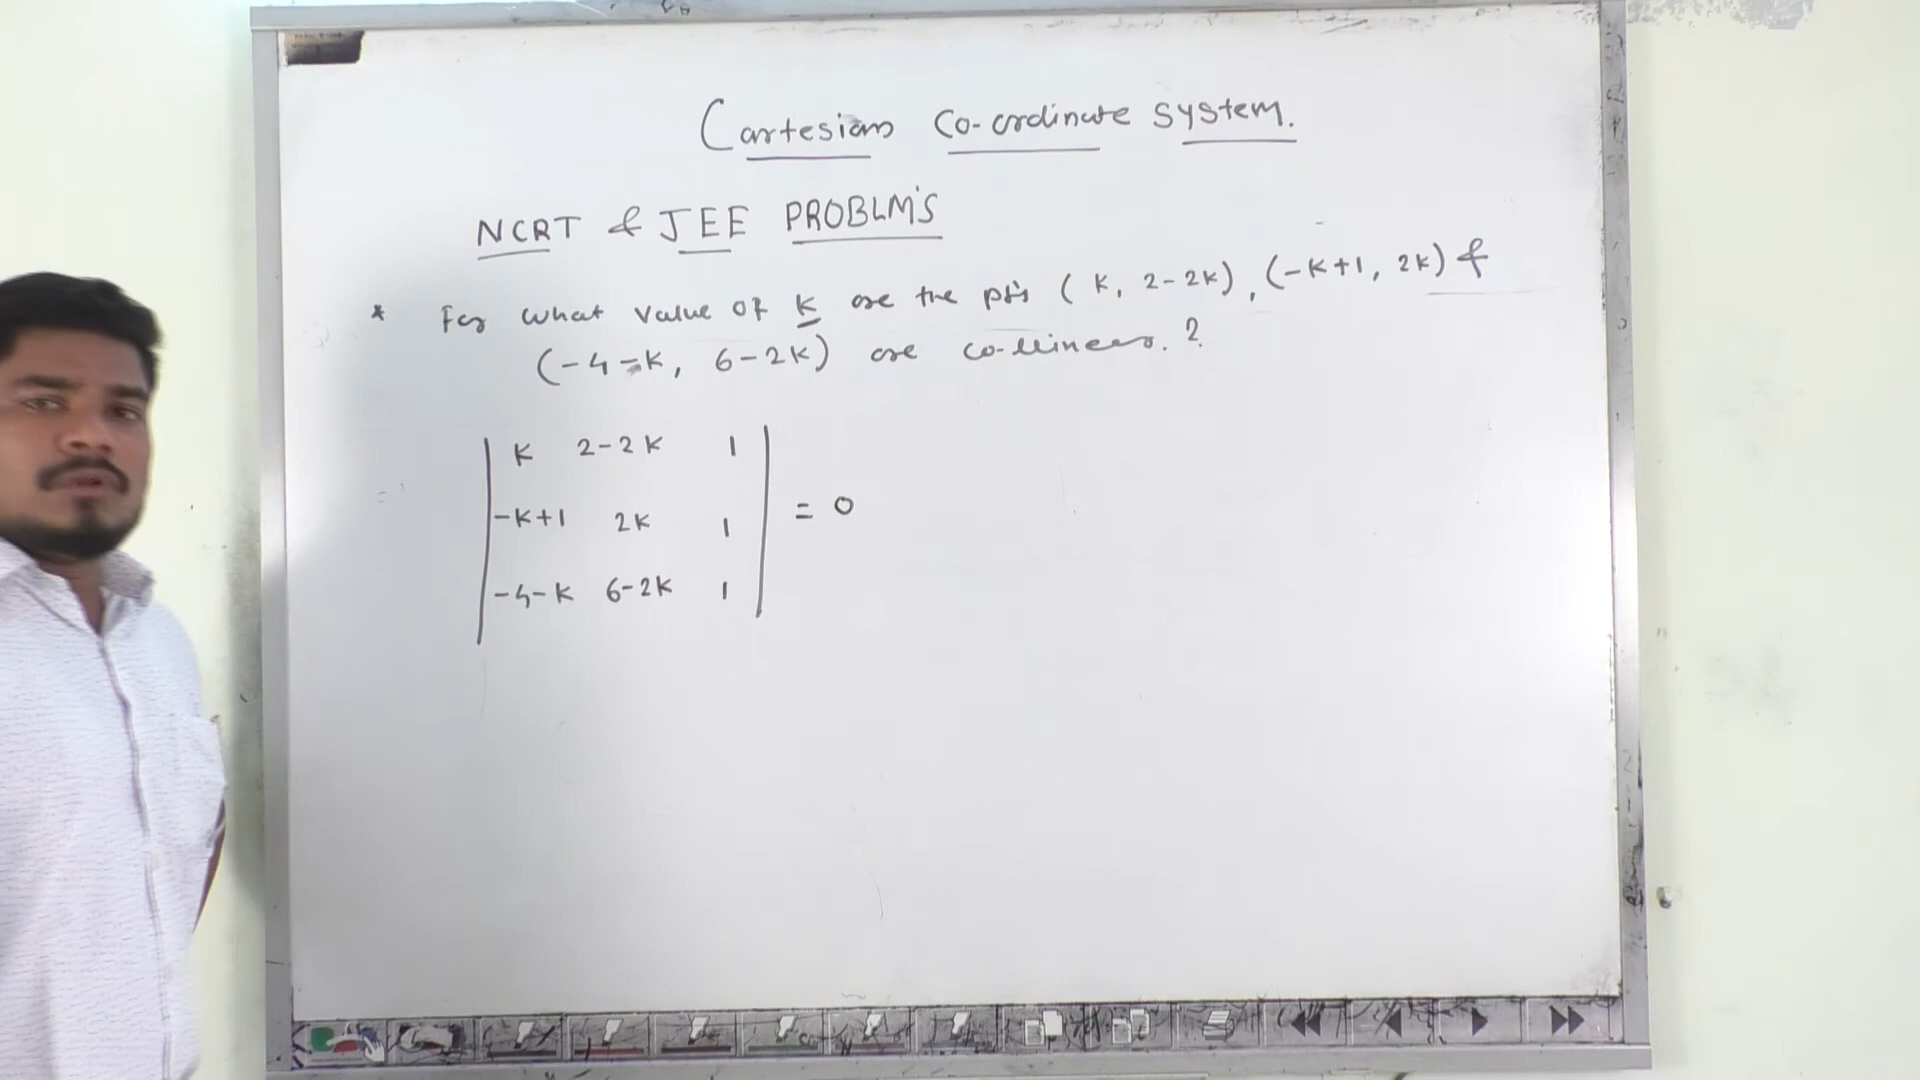 Cartesian Co-ordinate system.
NCRT & JEE PROBLM'S
* For what value of K are the pt's (K, 2-2K), (-K+1, 2K) &
(-4-K, 6-2K) are co-llinear. ?
K 2-2K 1
-K+1 2K 1 = 0
-4-K 6-2K 1